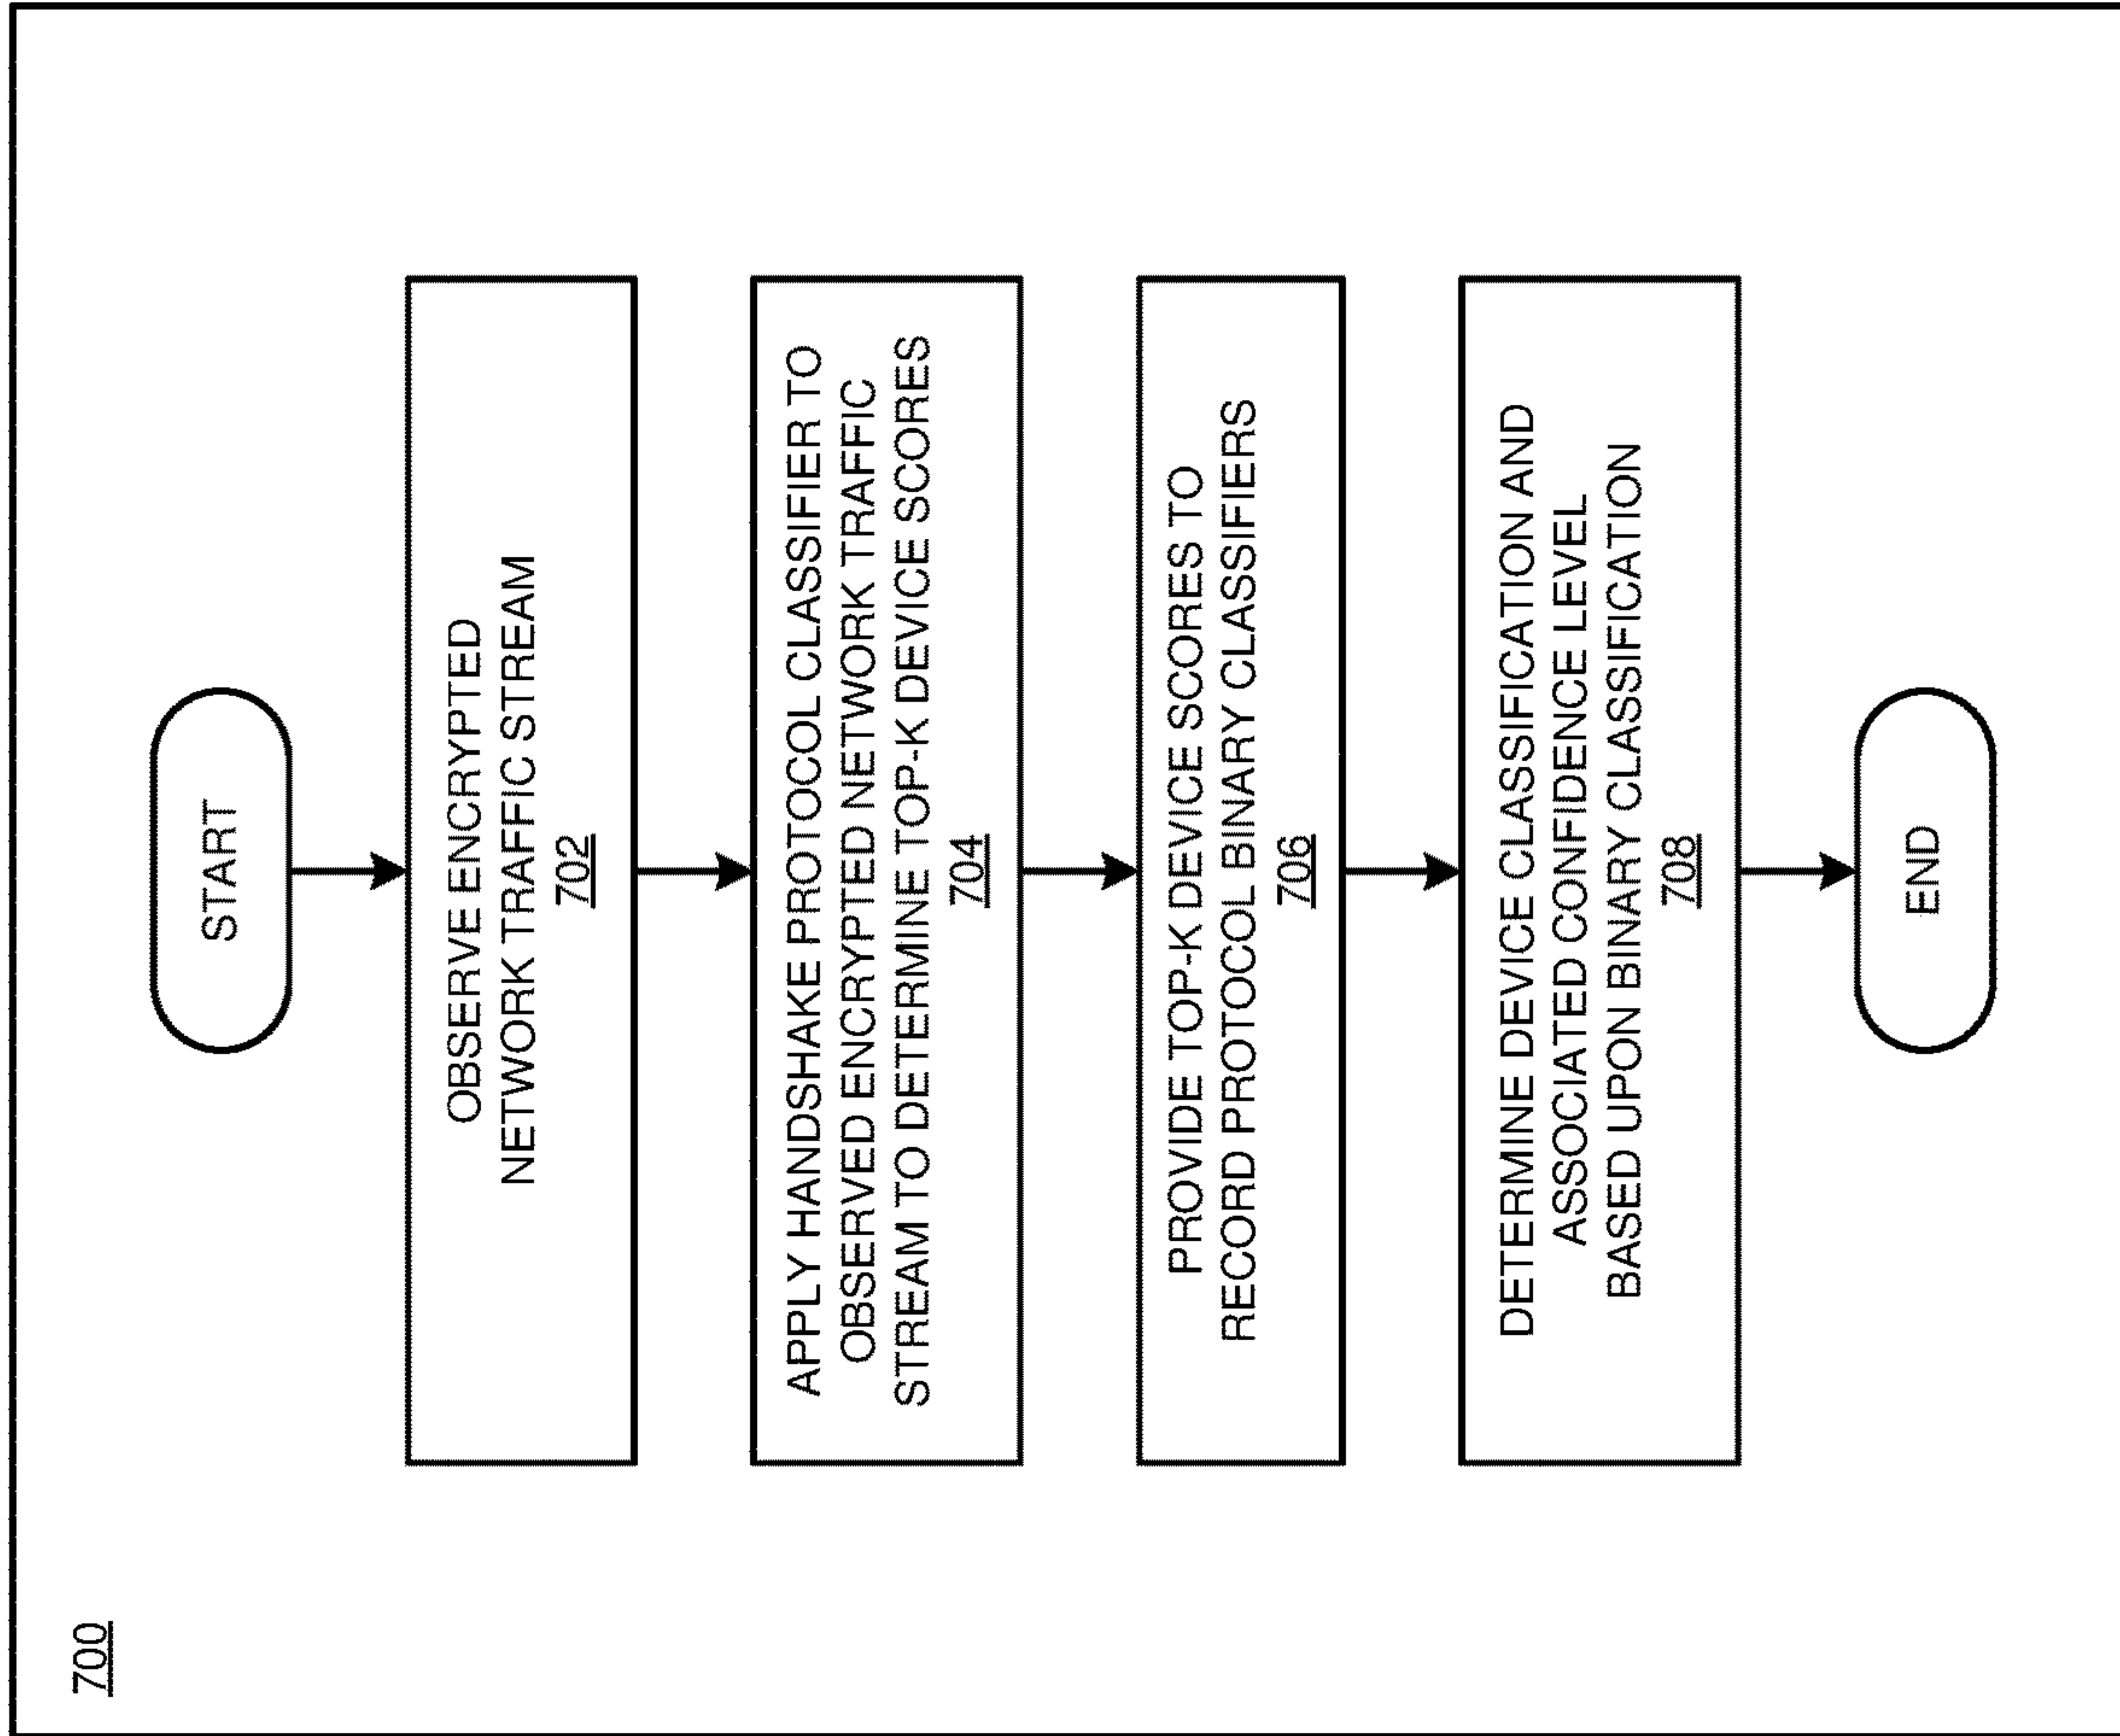 700
START
OBSERVE ENCRYPTED
NETWORK TRAFFIC STREAM
702
APPLY HANDSHAKE PROTOCOL CLASSIFIER TO
OBSERVED ENCRYPTED NETWORK TRAFFIC
STREAM TO DETERMINE TOP-K DEVICE SCORES
704
PROVIDE TOP-K DEVICE SCORES TO
RECORD PROTOCOL BINARY CLASSIFIERS
706
DETERMINE DEVICE CLASSIFICATION AND
ASSOCIATED CONFIDENCE LEVEL
BASED UPON BINARY CLASSIFICATION
708
END